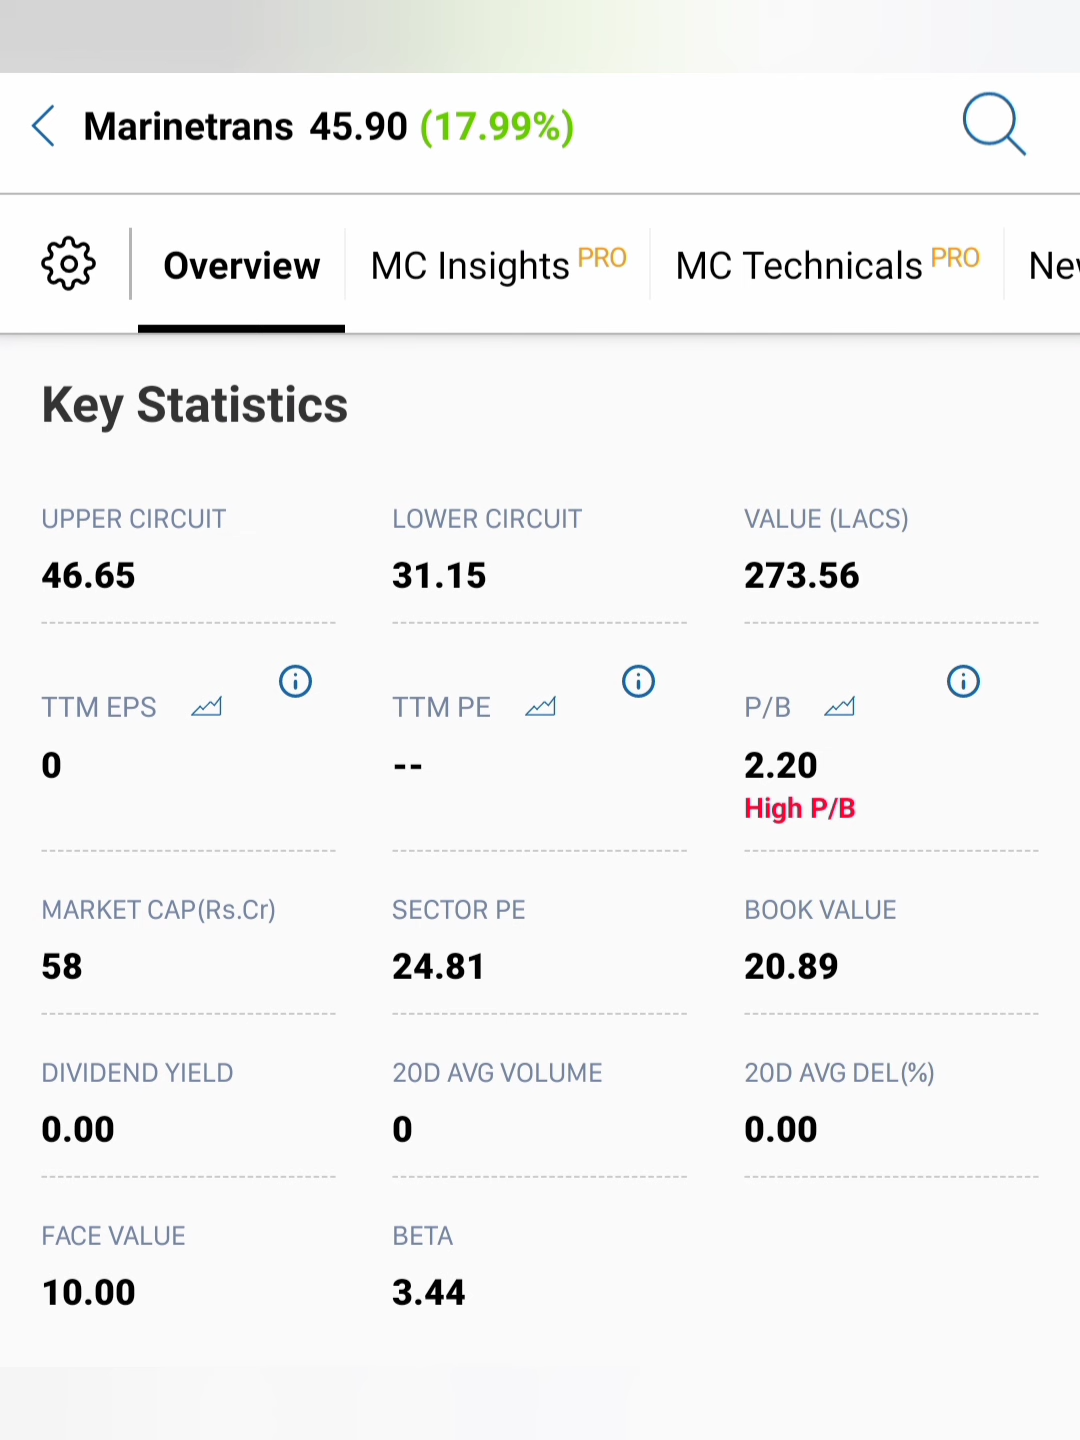 Marinetrans 45.90 (17.99%)
Overview MC Insights PRO MC Technicals PRO
Key Statistics
UPPER CIRCUIT LOWER CIRCUIT VALUE (LACS)
46.65 31.15 273.56
TTM EPS TTM PE P/B
0 -- 2.20
High P/B
MARKET CAP(Rs.Cr) SECTOR PE BOOK VALUE
58 24.81 20.89
DIVIDEND YIELD 20D AVG VOLUME 20D AVG DEL(%)
0.00 0 0.00
FACE VALUE BETA
10.00 3.44